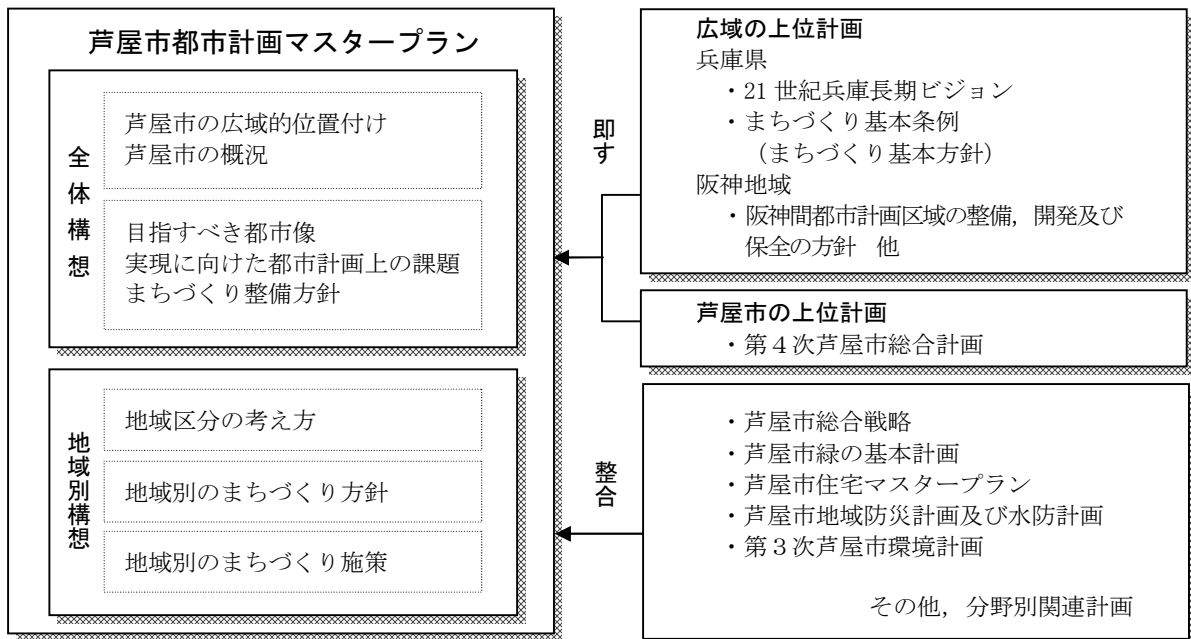 芦屋市都市計画マスタープラン
全体構想
芦屋市の広域的位置付け
芦屋市の概況
目指すべき都市像
実現に向けた都市計画上の課題
まちづくり整備方針
地域別構想
地域区分の考え方
地域別のまちづくり方針
地域別のまちづくり施策
即す
整合
広域の上位計画
兵庫県
・21 世紀兵庫長期ビジョン
・まちづくり基本条例
（まちづくり基本方針）
阪神地域
・阪神間都市計画区域の整備，開発及び
保全の方針　他
芦屋市の上位計画
・第４次芦屋市総合計画
・芦屋市総合戦略
・芦屋市緑の基本計画
・芦屋市住宅マスタープラン
・芦屋市地域防災計画及び水防計画
・第３次芦屋市環境計画
その他，分野別関連計画